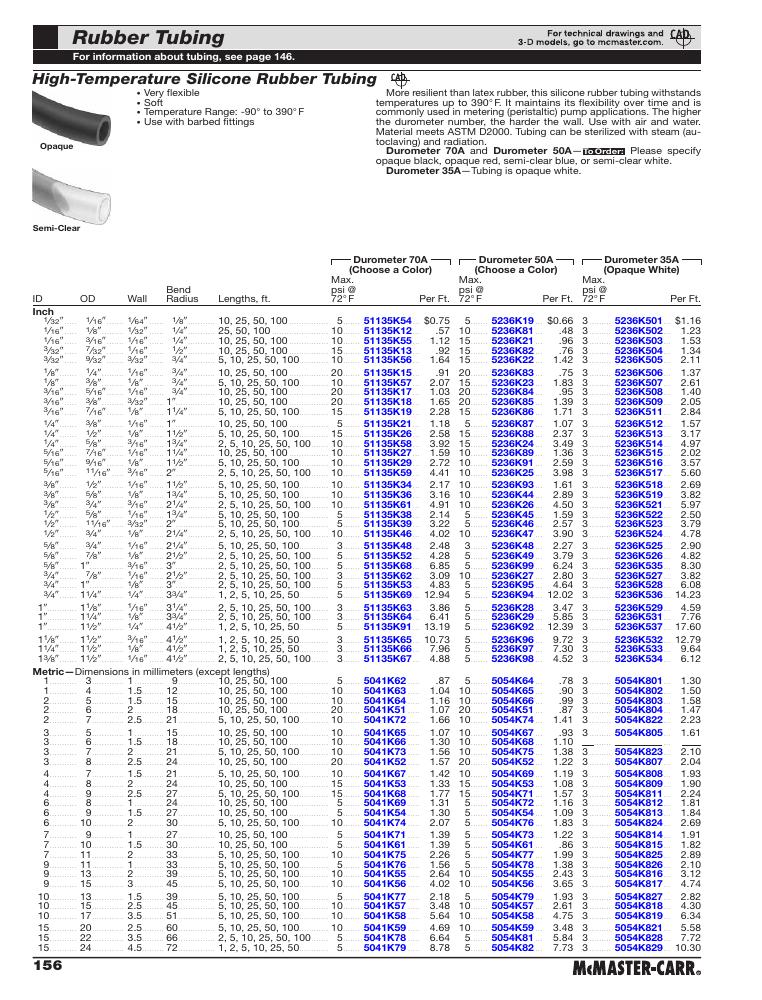 Rubber Tubing
For technical drawings and
3-D models, go to mcmaster.com.
CAD
For information about tubing, see page 146.
High-Temperature Silicone Rubber Tubing CAD
• Very flexible
• Soft
• Temperature Range: -90° to 390°F
• Use with barbed fittings
Opaque
Semi-Clear
More resilient than latex rubber, this silicone rubber tubing withstands
temperatures up to 390°F. It maintains its flexibility over time and is
commonly used in metering (peristaltic) pump applications. The higher
the durometer number, the harder the wall. Use with air and water.
Material meets ASTM D2000. Tubing can be sterilized with steam (au-
toclaving) and radiation.
Durometer 70A and Durometer 50A—To Order: Please specify
opaque black, opaque red, semi-clear blue, or semi-clear white.
Durometer 35A—Tubing is opaque white.
Durometer 70A Durometer 50A Durometer 35A
(Choose a Color) (Choose a Color) (Opaque White)
Max. Max. Max.
psi @ psi @ psi @
Bend
ID OD Wall Radius Lengths, ft. 72°F Per Ft. 72°F Per Ft. 72°F Per Ft.
Inch
1/32" 1/16" 1/64" 1/8" 10, 25, 50, 100 5 51135K54 $0.75 5 5236K19 $0.66 3 5236K501 $1.16
1/16" 1/8" 1/32" 1/4" 25, 50, 100 10 51135K12 .57 10 5236K81 .48 3 5236K502 1.23
1/16" 3/16" 1/16" 1/4" 10, 25, 50, 100 10 51135K55 1.12 15 5236K21 .96 3 5236K503 1.53
3/32" 7/32" 1/16" 1/2" 10, 25, 50, 100 15 51135K13 .92 15 5236K82 .76 3 5236K504 1.34
3/32" 9/32" 3/32" 3/4" 5, 10, 25, 50, 100 10 51135K56 1.64 15 5236K22 1.42 3 5236K505 2.11
1/8" 1/4" 1/16" 3/4" 10, 25, 50, 100 20 51135K15 .91 20 5236K83 .75 3 5236K506 1.37
1/8" 3/8" 1/8" 3/4" 5, 10, 25, 50, 100 10 51135K57 2.07 15 5236K23 1.83 3 5236K507 2.61
3/16" 5/16" 1/16" 3/4" 10, 25, 50, 100 20 51135K17 1.03 20 5236K84 .95 3 5236K508 1.40
3/16" 3/8" 3/32" 1" 10, 25, 50, 100 20 51135K18 1.65 20 5236K85 1.39 3 5236K509 2.05
3/16" 7/16" 1/8" 1 1/4" 5, 10, 25, 50, 100 15 51135K19 2.28 15 5236K86 1.71 3 5236K511 2.84
1/4" 3/8" 1/16" 1" 10, 25, 50, 100 5 51135K21 1.18 5 5236K87 1.07 3 5236K512 1.57
1/4" 1/2" 1/8" 1 1/2" 5, 10, 25, 50, 100 15 51135K26 2.58 15 5236K88 2.37 3 5236K513 3.17
1/4" 5/8" 3/16" 1 3/4" 2, 5, 10, 25, 50, 100 10 51135K58 3.92 15 5236K24 3.49 3 5236K514 4.97
5/16" 7/16" 1/16" 1 1/4" 10, 25, 50, 100 10 51135K27 1.59 10 5236K89 1.36 3 5236K515 2.02
5/16" 9/16" 1/8" 1 1/2" 5, 10, 25, 50, 100 10 51135K29 2.72 10 5236K91 2.59 3 5236K516 3.57
5/16" 11/16" 3/16" 2" 2, 5, 10, 25, 50, 100 10 51135K59 4.41 10 5236K25 3.98 3 5236K517 5.60
3/8" 1/2" 1/16" 1 1/2" 5, 10, 25, 50, 100 10 51135K34 2.17 10 5236K93 1.61 3 5236K518 2.69
3/8" 5/8" 1/8" 1 3/4" 5, 10, 25, 50, 100 10 51135K36 3.16 10 5236K44 2.89 3 5236K519 3.82
3/8" 3/4" 3/16" 2 1/4" 2, 5, 10, 25, 50, 100 10 51135K61 4.91 10 5236K26 4.50 3 5236K521 5.97
1/2" 5/8" 1/16" 1 3/4" 5, 10, 25, 50, 100 5 51135K38 2.14 5 5236K45 1.59 3 5236K522 2.50
1/2" 11/16" 3/32" 2" 5, 10, 25, 50, 100 5 51135K39 3.22 5 5236K46 2.57 3 5236K523 3.79
1/2" 3/4" 1/8" 2 1/4" 2, 5, 10, 25, 50, 100 10 51135K46 4.02 10 5236K47 3.90 3 5236K524 4.78
5/8" 3/4" 1/16" 2 1/4" 5, 10, 25, 50, 100 3 51135K48 2.48 3 5236K48 2.27 3 5236K525 2.90
5/8" 7/8" 1/8" 2 1/2" 2, 5, 10, 25, 50, 100 5 51135K52 4.28 5 5236K49 3.79 3 5236K526 4.82
5/8" 1" 3/16" 3" 2, 5, 10, 25, 50, 100 5 51135K68 6.85 5 5236K99 6.24 3 5236K535 8.30
3/4" 7/8" 1/16" 2 1/2" 2, 5, 10, 25, 50, 100 3 51135K62 3.09 10 5236K27 2.80 3 5236K527 3.82
3/4" 1" 1/8" 3" 2, 5, 10, 25, 50, 100 5 51135K53 4.83 5 5236K95 4.64 3 5236K528 6.08
3/4" 1 1/4" 1/4" 3 3/4" 1, 2, 5, 10, 25, 50 5 51135K69 12.94 5 5236K94 12.02 3 5236K536 14.23
1" 1 1/8" 1/16" 3 1/4" 2, 5, 10, 25, 50, 100 3 51135K63 3.86 5 5236K28 3.47 3 5236K529 4.59
1" 1 1/4" 1/8" 3 3/4" 2, 5, 10, 25, 50, 100 3 51135K64 6.41 5 5236K29 5.85 3 5236K531 7.76
1" 1 1/2" 1/4" 4 1/2" 1, 2, 5, 10, 25, 50 5 51135K91 13.19 5 5236K92 12.39 3 5236K537 17.60
1 1/8" 1 1/2" 3/16" 4 1/2" 1, 2, 5, 10, 25, 50 3 51135K65 10.73 5 5236K96 9.72 3 5236K532 12.79
1 1/4" 1 1/2" 1/8" 4 1/2" 1, 2, 5, 10, 25, 50 3 51135K66 7.96 5 5236K97 7.30 3 5236K533 9.64
1 3/8" 1 1/2" 1/16" 4 1/2" 2, 5, 10, 25, 50, 100 3 51135K67 4.88 5 5236K98 4.52 3 5236K534 6.12
Metric—Dimensions in millimeters (except lengths)
1 3 1 9 10, 25, 50, 100 5 5041K62 .87 5 5054K64 .78 3 5054K801 1.30
1 4 1.5 12 10, 25, 50, 100 10 5041K63 1.04 10 5054K65 .90 3 5054K802 1.50
2 5 1.5 15 10, 25, 50, 100 10 5041K64 1.16 10 5054K66 .99 3 5054K803 1.58
2 6 2 18 10, 25, 50, 100 20 5041K51 1.07 20 5054K51 .87 3 5054K804 1.47
2 7 2.5 21 5, 10, 25, 50, 100 10 5041K72 1.66 10 5054K74 1.41 3 5054K822 2.23
3 5 1 15 10, 25, 50, 100 10 5041K65 1.07 10 5054K67 .93 3 5054K805 1.61
3 6 1.5 18 10, 25, 50, 100 10 5041K66 1.30 10 5054K68 1.10
3 7 2 21 5, 10, 25, 50, 100 10 5041K73 1.56 10 5054K75 1.38 3 5054K823 2.10
3 8 2.5 24 10, 25, 50, 100 20 5041K52 1.57 20 5054K52 1.22 3 5054K807 2.04
4 7 1.5 21 5, 10, 25, 50, 100 10 5041K67 1.42 10 5054K69 1.19 3 5054K808 1.93
4 8 2 24 10, 25, 50, 100 15 5041K53 1.33 15 5054K53 1.08 3 5054K809 1.90
4 9 2.5 27 5, 10, 25, 50, 100 15 5041K68 1.77 15 5054K71 1.57 3 5054K811 2.24
6 8 1 24 10, 25, 50, 100 5 5041K69 1.31 5 5054K72 1.16 3 5054K812 1.81
6 9 1.5 27 10, 25, 50, 100 5 5041K54 1.30 5 5054K54 1.09 3 5054K813 1.84
6 10 2 30 5, 10, 25, 50, 100 10 5041K74 2.07 5 5054K76 1.83 3 5054K824 2.69
7 9 1 27 10, 25, 50, 100 5 5041K71 1.39 5 5054K73 1.22 3 5054K814 1.91
7 10 1.5 30 10, 25, 50, 100 5 5041K61 1.39 5 5054K61 .86 3 5054K815 1.82
7 11 2 33 5, 10, 25, 50, 100 10 5041K75 2.26 5 5054K77 1.99 3 5054K825 2.89
9 11 1 33 5, 10, 25, 50, 100 5 5041K76 1.56 5 5054K78 1.38 3 5054K826 2.10
9 13 2 39 5, 10, 25, 50, 100 10 5041K55 2.64 10 5054K55 2.43 3 5054K816 3.12
9 15 3 45 5, 10, 25, 50, 100 10 5041K56 4.02 10 5054K56 3.65 3 5054K817 4.74
10 13 1.5 39 5, 10, 25, 50, 100 5 5041K77 2.18 5 5054K79 1.93 3 5054K827 2.82
10 15 2.5 45 5, 10, 25, 50, 100 10 5041K57 3.48 10 5054K57 2.61 3 5054K818 4.30
10 17 3.5 51 5, 10, 25, 50, 100 10 5041K58 5.64 10 5054K58 4.75 3 5054K819 6.34
15 20 2.5 60 5, 10, 25, 50, 100 10 5041K59 4.69 10 5054K59 3.48 3 5054K821 5.58
15 22 3.5 66 2, 5, 10, 25, 50, 100 5 5041K78 6.64 5 5054K81 5.84 3 5054K828 7.72
15 24 4.5 72 1, 2, 5, 10, 25, 50 5 5041K79 8.78 5 5054K82 7.73 3 5054K829 10.30
156
McMASTER-CARR®